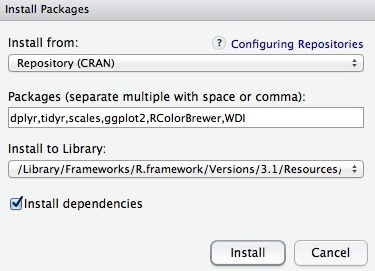 Install Packages
Install from:
? Configuring Repositories
Repository (CRAN)
Packages (separate multiple with space or comma):
dplyr,tidyr,scales,ggplot2,RColorBrewer,WDI
Install to Library:
/Library/Frameworks/R.framework/Versions/3.1/Resources/
Install dependencies
Install
Cancel